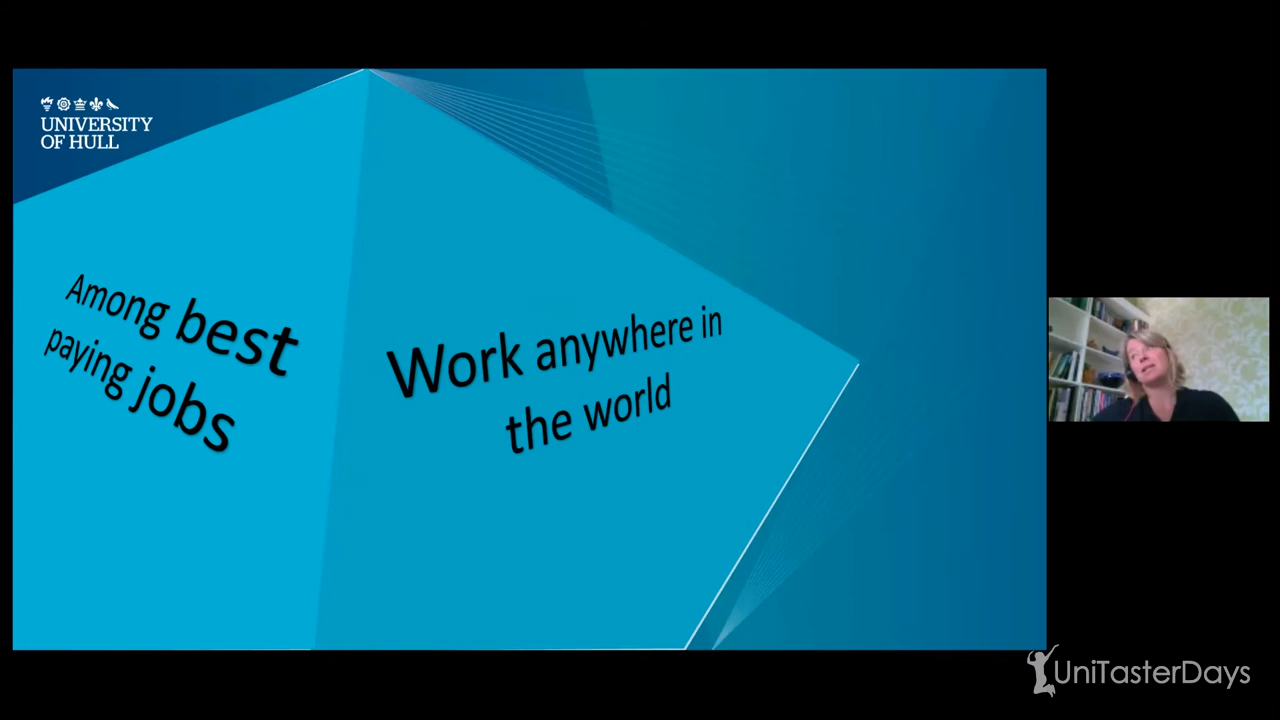 UNIVERSITY
OF HULL
Among best
paying jobs
Work anywhere in
the world
UniTasterDays